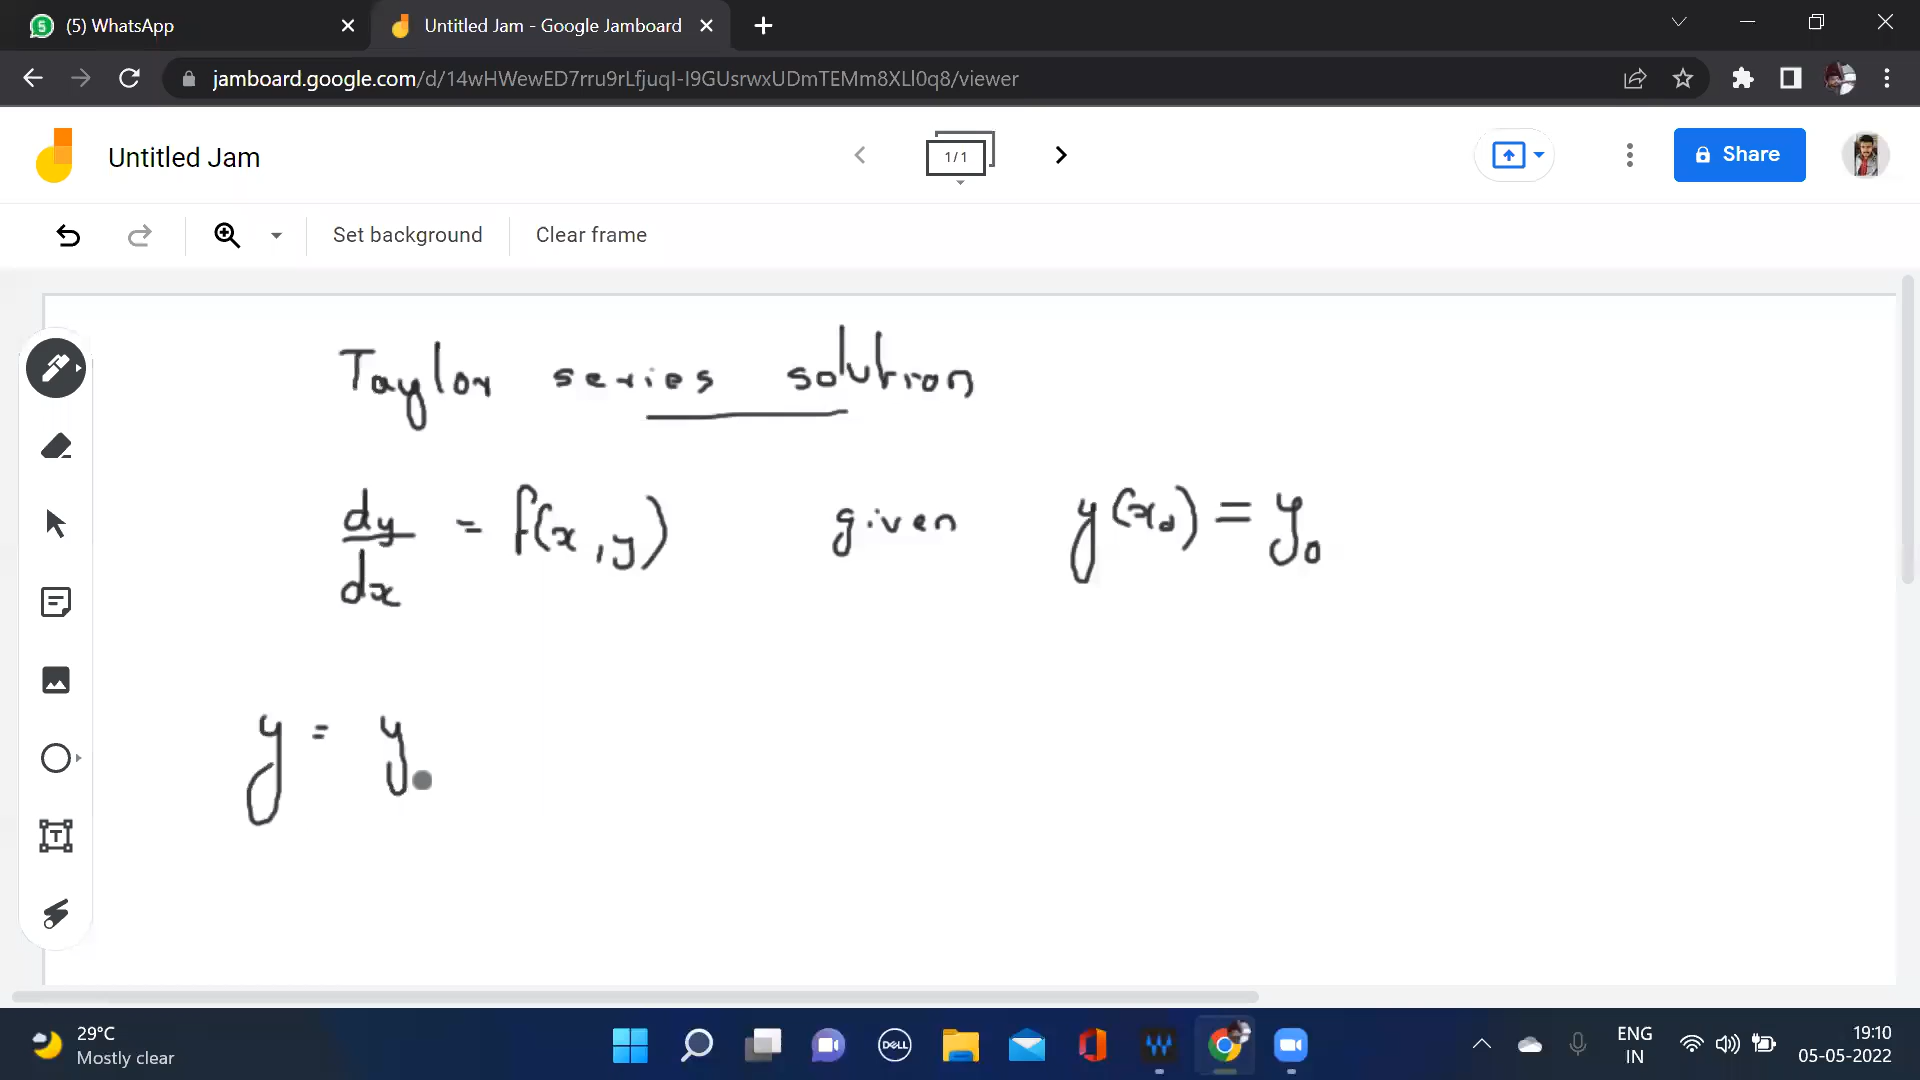 (5) WhatsApp
Untitled Jam - Google Jamboard
jamboard.google.com/d/14wHWewED7rru9rLfjuqI-I9GUsrwxUDmTEMm8XLl0q8/viewer
Untitled Jam
1/1
Share
Set background
Clear frame
Taylor series solution
dy/dx = f(x,y) given y(x₀) = y₀
y = y
29°C
Mostly clear
DELL
ENG
IN
19:10
05-05-2022